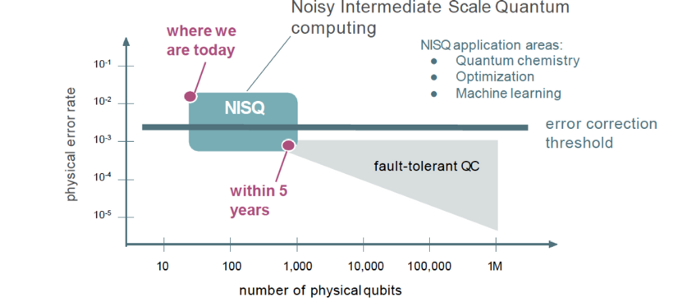 Noisy Intermediate Scale Quantum
computing
where we
are today
NISQ application areas:
● Quantum chemistry
● Optimization
● Machine learning
physical error rate
10-1
10-2
10-3
10-4
10-5
NISQ
error correction
threshold
fault-tolerant QC
within 5
years
10
100
1,000
10,000
100,000
1M
number of physical qubits